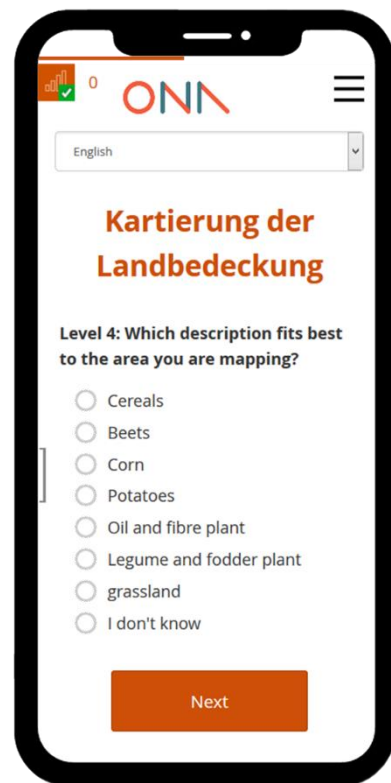 0
ONA
English
Kartierung der
Landbedeckung
Level 4: Which description fits best
to the area you are mapping?
Cereals
Beets
Corn
Potatoes
Oil and fibre plant
Legume and fodder plant
grassland
I don't know
Next